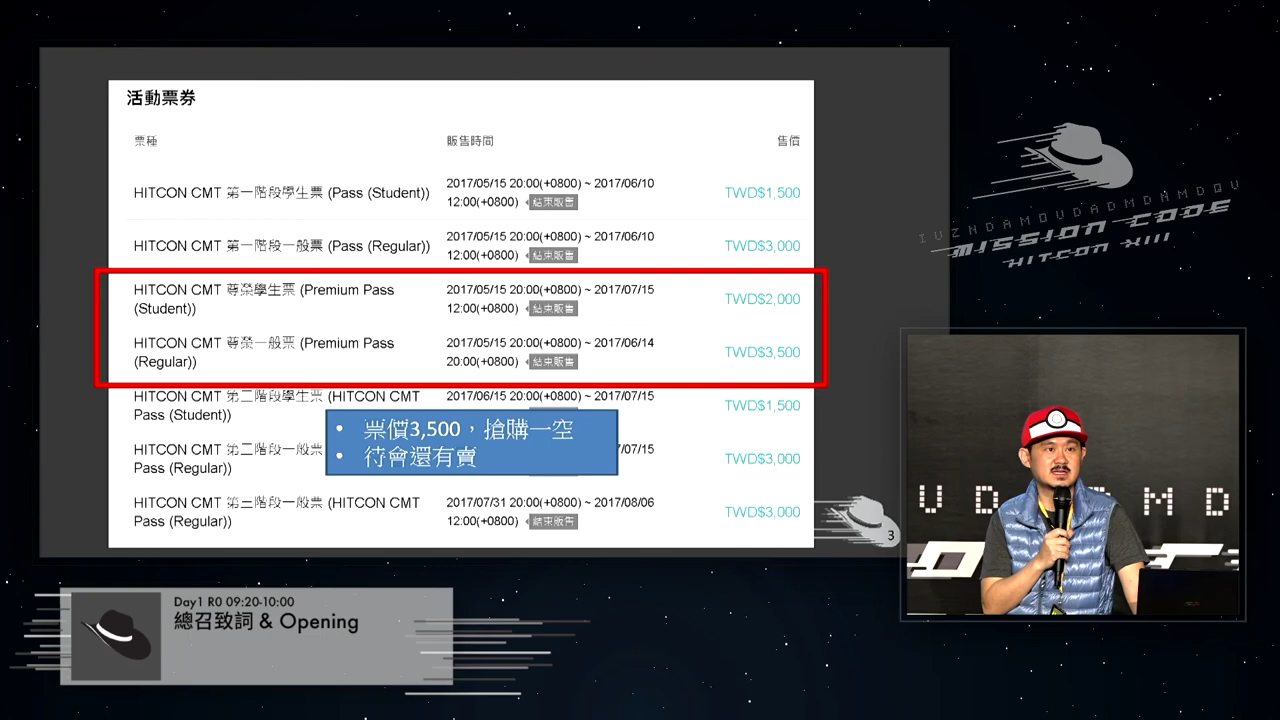 活動票券
票種 販售時間 售價
HITCON CMT 第一階段學生票 (Pass (Student)) 2017/05/15 20:00(+0800) ~ 2017/06/10 TWD$1,500
12:00(+0800) 結束販售
HITCON CMT 第一階段一般票 (Pass (Regular)) 2017/05/15 20:00(+0800) ~ 2017/06/10 TWD$3,000
12:00(+0800) 結束販售
HITCON CMT 尊榮學生票 (Premium Pass 2017/05/15 20:00(+0800) ~ 2017/07/15 TWD$2,000
(Student)) 12:00(+0800) 結束販售
HITCON CMT 尊榮一般票 (Premium Pass 2017/05/15 20:00(+0800) ~ 2017/06/14 TWD$3,500
(Regular)) 20:00(+0800) 結束販售
HITCON CMT 第二階段學生票 (HITCON CMT 2017/06/15 20:00(+0800) ~ 2017/07/15 TWD$1,500
Pass (Student))
HITCON CMT 第二階段一般票 7/07/15 TWD$3,000
Pass (Regular))
• 票價3,500,搶購一空
• 待會還有賣
HITCON CMT 第三階段一般票 (HITCON CMT 2017/07/31 20:00(+0800) ~ 2017/08/06 TWD$3,000
Pass (Regular)) 12:00(+0800) 結束販售
3
IUZNDAMOUDADMDNMDQU
MISSION CODE
HITCON XIII
UD MD
Day1 R0 09:20-10:00
總召致詞 & Opening